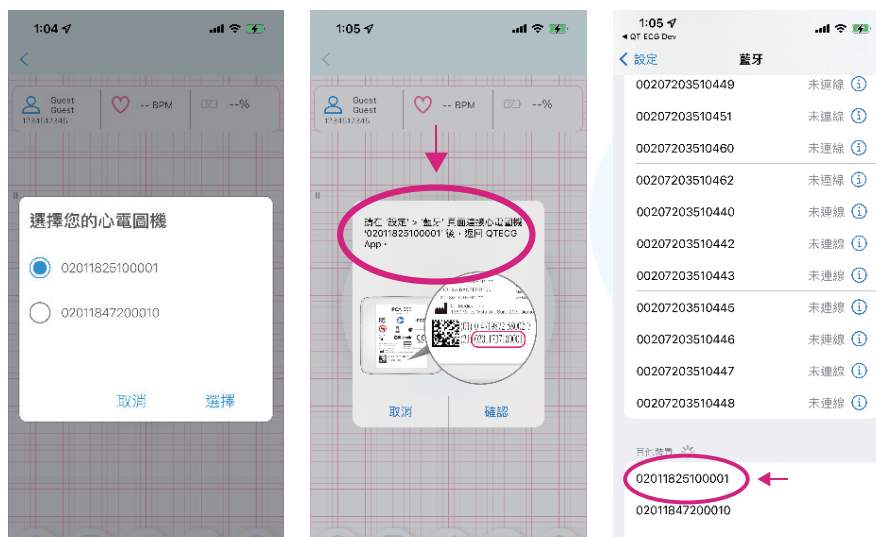 1:04
Guest
Guest
1234512345
-- BPM
--%
選擇您的心電圖機
02011825100001
02011847200010
取消
選擇
1:05
Guest
Guest
1234512345
-- BPM
--%
請在 '設定' > '藍牙' 頁面連接心電圖機
'02011825100001' 後，返回 QTECG
App。
(21)
取消
確認
1:05
QT ECG Dev
設定
藍牙
00207203510449 未連線
00207203510451 未連線
00207203510460 未連線
00207203510462 未連線
00207203510440 未連線
00207203510442 未連線
00207203510443 未連線
00207203510445 未連線
00207203510446 未連線
00207203510447 未連線
00207203510448 未連線
其他裝置
02011825100001
02011847200010